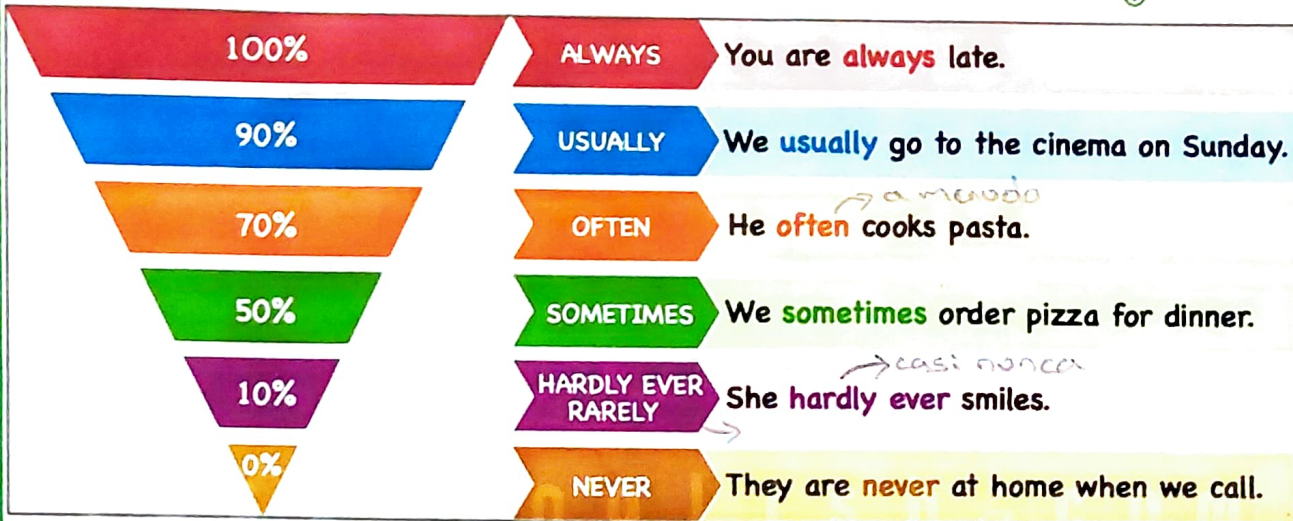 100% ALWAYS You are always late.
90% USUALLY We usually go to the cinema on Sunday.
a menudo
70% OFTEN He often cooks pasta.
50% SOMETIMES We sometimes order pizza for dinner.
casi nunca
10% HARDLY EVER She hardly ever smiles.
RARELY
0% NEVER They are never at home when we call.